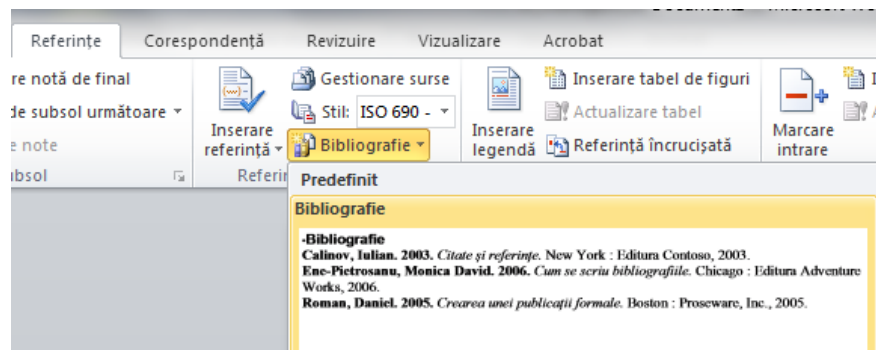 Referințe Corespondență Revizuire Vizualizare Acrobat
re notă de final Gestionare surse Inserare tabel de figuri
de subsol următoare Stil: ISO 690 - Actualizare tabel
Inserare Inserare Marcare
e note referință Bibliografie legendă Referință încrucișată intrare
bsol
Predefinit
Bibliografie
-Bibliografie
Calinov, Iulian. 2003. Citate și referințe. New York : Editura Contoso, 2003.
Ene-Pietrosanu, Monica David. 2006. Cum se scriu bibliografiile. Chicago : Editura Adventure
Works, 2006.
Roman, Daniel. 2005. Crearea unei publicații formale. Boston : Proseware, Inc., 2005.